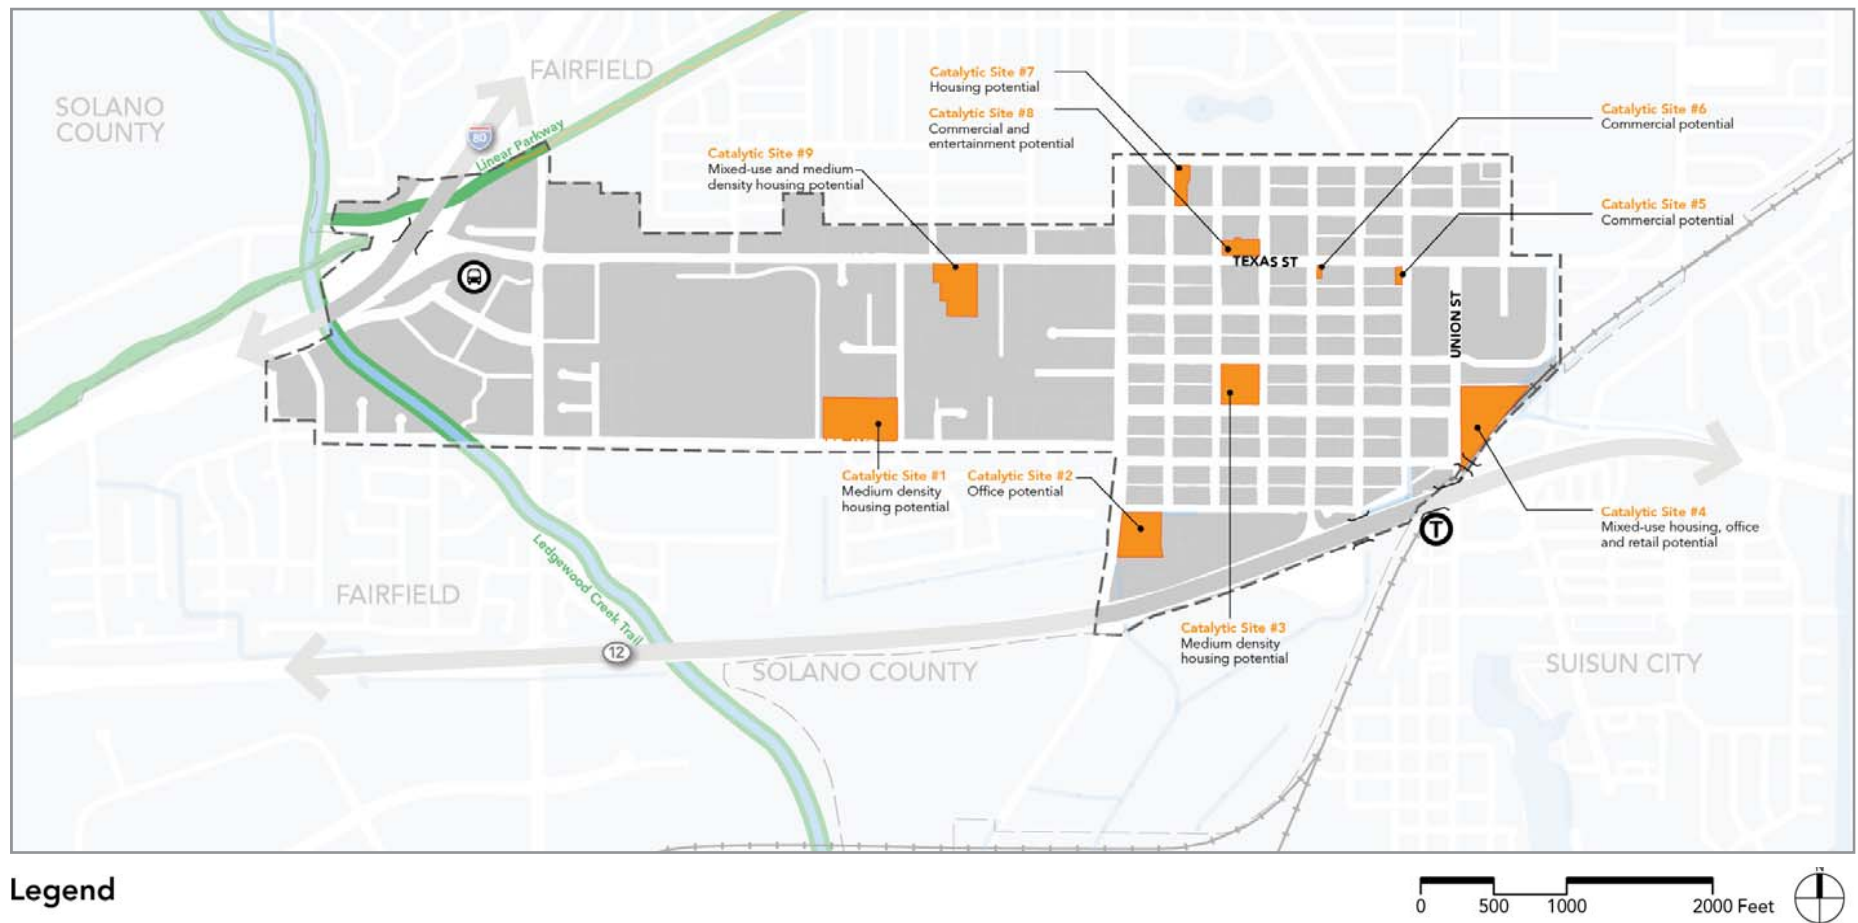 FAIRFIELD
SOLANO
COUNTY
80
Linear Parkway
Catalytic Site #7
Housing potential
Catalytic Site #8
Commercial and
entertainment potential
Catalytic Site #9
Mixed-use and medium
density housing potential
Catalytic Site #6
Commercial potential
Catalytic Site #5
Commercial potential
TEXAS ST
UNION ST
Catalytic Site #1
Medium density
housing potential
Catalytic Site #2
Office potential
T
Catalytic Site #4
Mixed-use housing, office
and retail potential
Ledgewood Creek Trail
FAIRFIELD
12
SOLANO COUNTY
Catalytic Site #3
Medium density
housing potential
SUISUN CITY
Legend
0 500 1000 2000 Feet
N